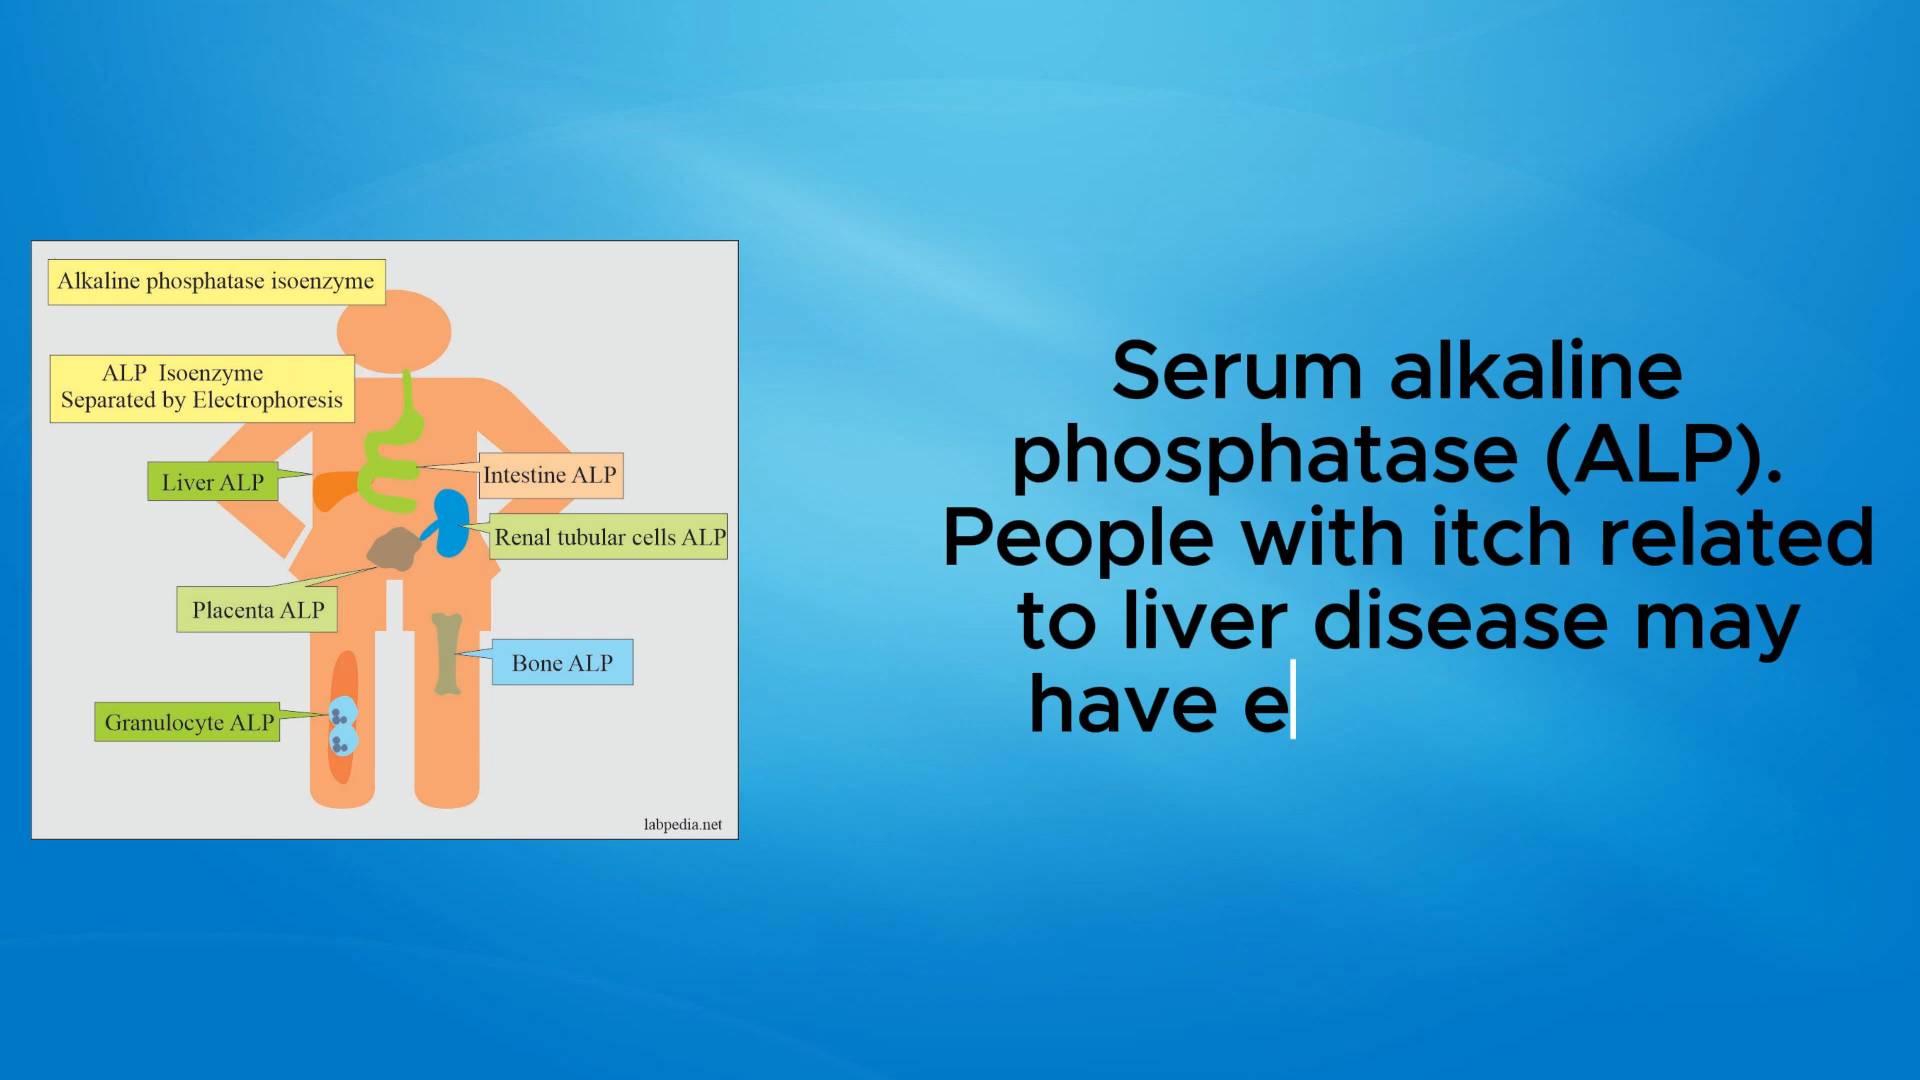 Alkaline phosphatase isoenzyme
ALP Isoenzyme
Separated by Electrophoresis
Liver ALP
Intestine ALP
Renal tubular cells ALP
Placenta ALP
Bone ALP
Granulocyte ALP
labpedia.net
Serum alkaline
phosphatase (ALP).
People with itch related
to liver disease may
have e